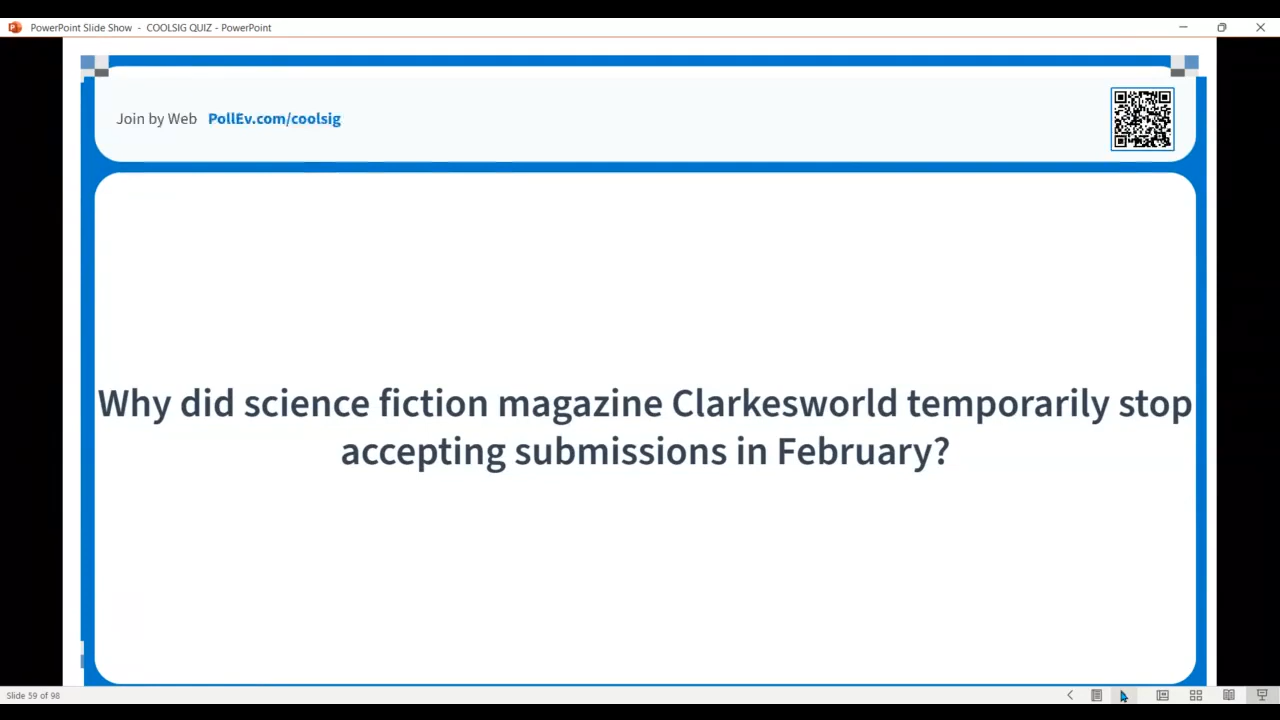 PowerPoint Slide Show - COOLSIG QUIZ - PowerPoint
Join by Web PollEv.com/coolsig
Why did science fiction magazine Clarkesworld temporarily stop
accepting submissions in February?
Slide 59 of 98